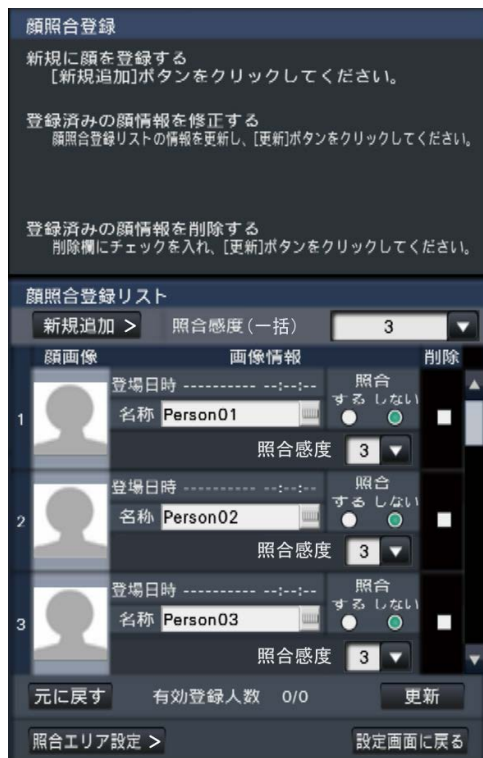 顔照合登録
新規に顔を登録する
[新規追加]ボタンをクリックしてください。
登録済みの顔情報を修正する
顔照合登録リストの情報を更新し、[更新]ボタンをクリックしてください。
登録済みの顔情報を削除する
削除欄にチェックを入れ、[更新]ボタンをクリックしてください。
顔照合登録リスト
新規追加 > 照合感度(一括) 3
顔画像 画像情報 削除
登場日時 ---------- --:--:-- 照合
する しない
1 名称 Person01
照合感度 3
登場日時 ---------- --:--:-- 照合
する しない
2 名称 Person02
照合感度 3
登場日時 ---------- --:--:-- 照合
する しない
3 名称 Person03
照合感度 3
元に戻す 有効登録人数 0/0 更新
照合エリア設定 > 設定画面に戻る